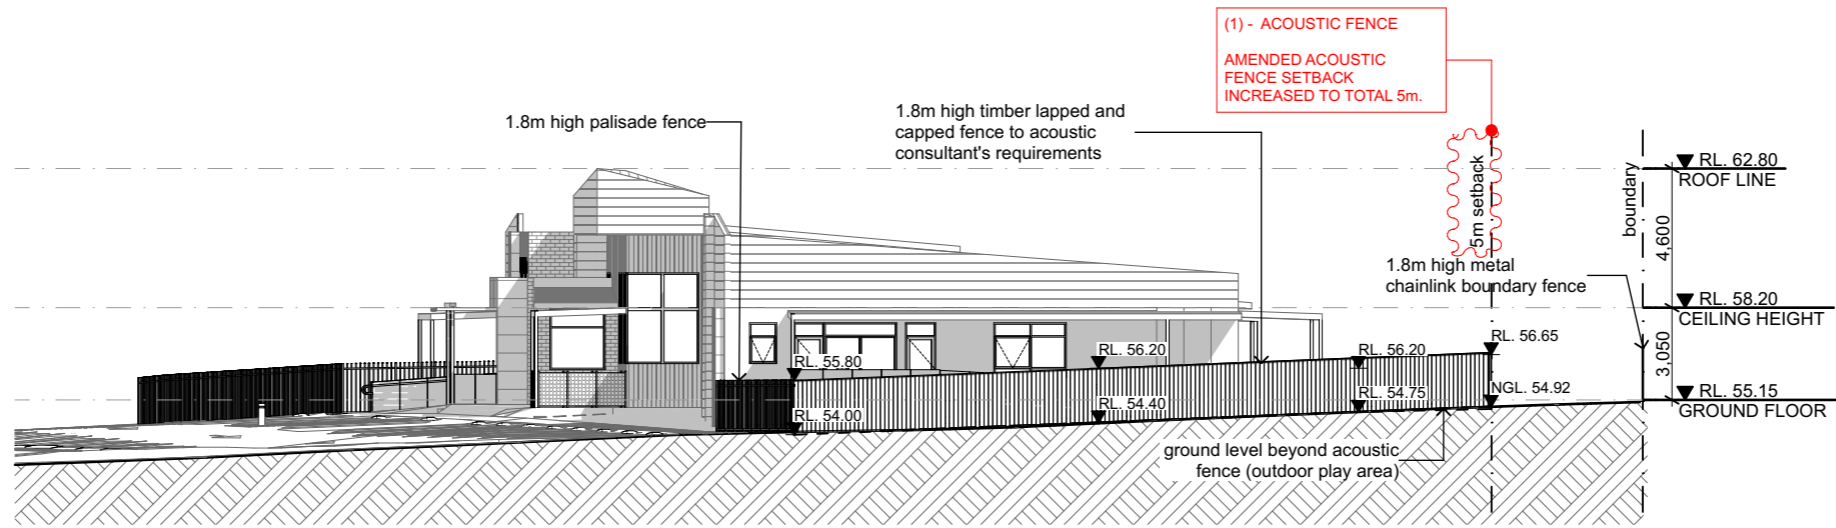 (1) - ACOUSTIC FENCE
AMENDED ACOUSTIC
FENCE SETBACK
INCREASED TO TOTAL 5m.
1.8m high palisade fence
1.8m high timber lapped and
capped fence to acoustic
consultant's requirements
5m setback
boundary
RL. 62.80
ROOF LINE
4,600
1.8m high metal
chainlink boundary fence
RL. 58.20
CEILING HEIGHT
3,050
RL. 55.15
GROUND FLOOR
RL. 55.80
RL. 56.20
RL. 56.20
RL. 56.65
RL. 54.00
RL. 54.40
RL. 54.75
NGL. 54.92
ground level beyond acoustic
fence (outdoor play area)